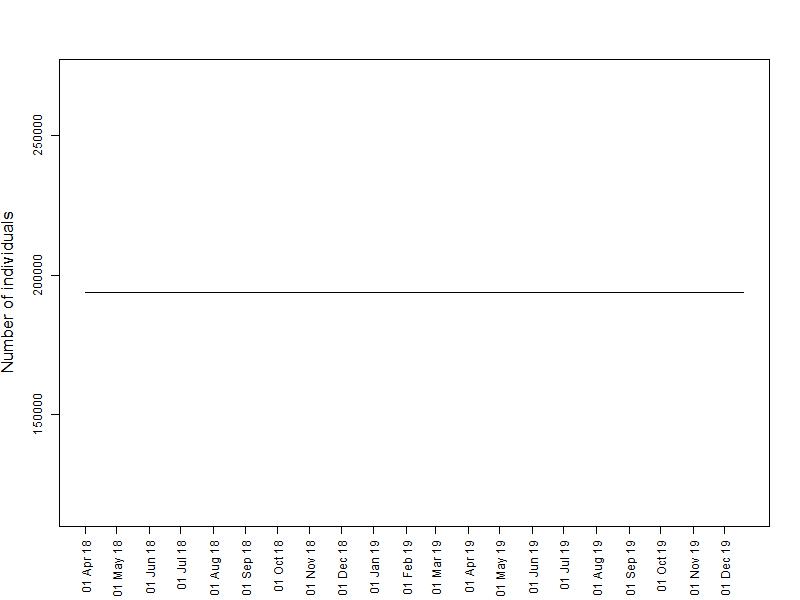 Number of individuals
250000
200000
150000
01 Apr 18
01 May 18
01 Jun 18
01 Jul 18
01 Aug 18
01 Sep 18
01 Oct 18
01 Nov 18
01 Dec 18
01 Jan 19
01 Feb 19
01 Mar 19
01 Apr 19
01 May 19
01 Jun 19
01 Jul 19
01 Aug 19
01 Sep 19
01 Oct 19
01 Nov 19
01 Dec 19